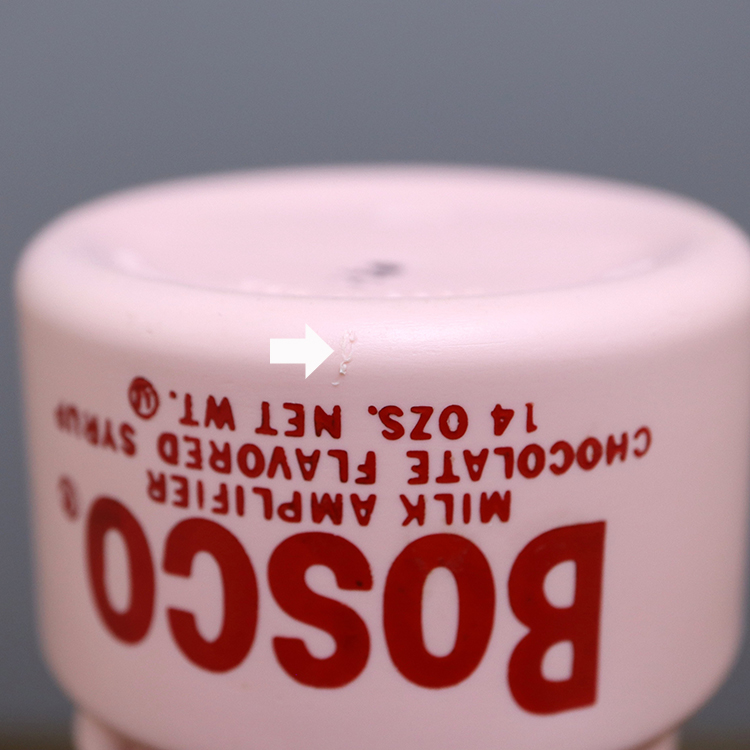 BOSCO®
MILK AMPLIFIER
CHOCOLATE FLAVORED SYRUP
14 OZS. NET WT.